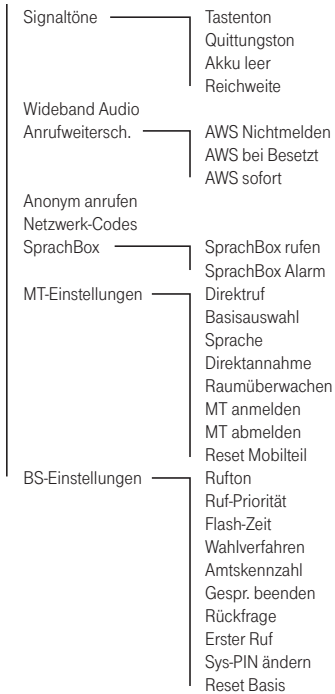 Signaltöne Tastenton
Quittungston
Akku leer
Reichweite
Wideband Audio
Anrufweitersch. AWS Nichtmelden
AWS bei Besetzt
AWS sofort
Anonym anrufen
Netzwerk-Codes
SprachBox SprachBox rufen
SprachBox Alarm
MT-Einstellungen Direktruf
Basisauswahl
Sprache
Direktannahme
Raumüberwachen
MT anmelden
MT abmelden
Reset Mobilteil
BS-Einstellungen Rufton
Ruf-Priorität
Flash-Zeit
Wahlverfahren
Amtskennzahl
Gespr. beenden
Rückfrage
Erster Ruf
Sys-PIN ändern
Reset Basis